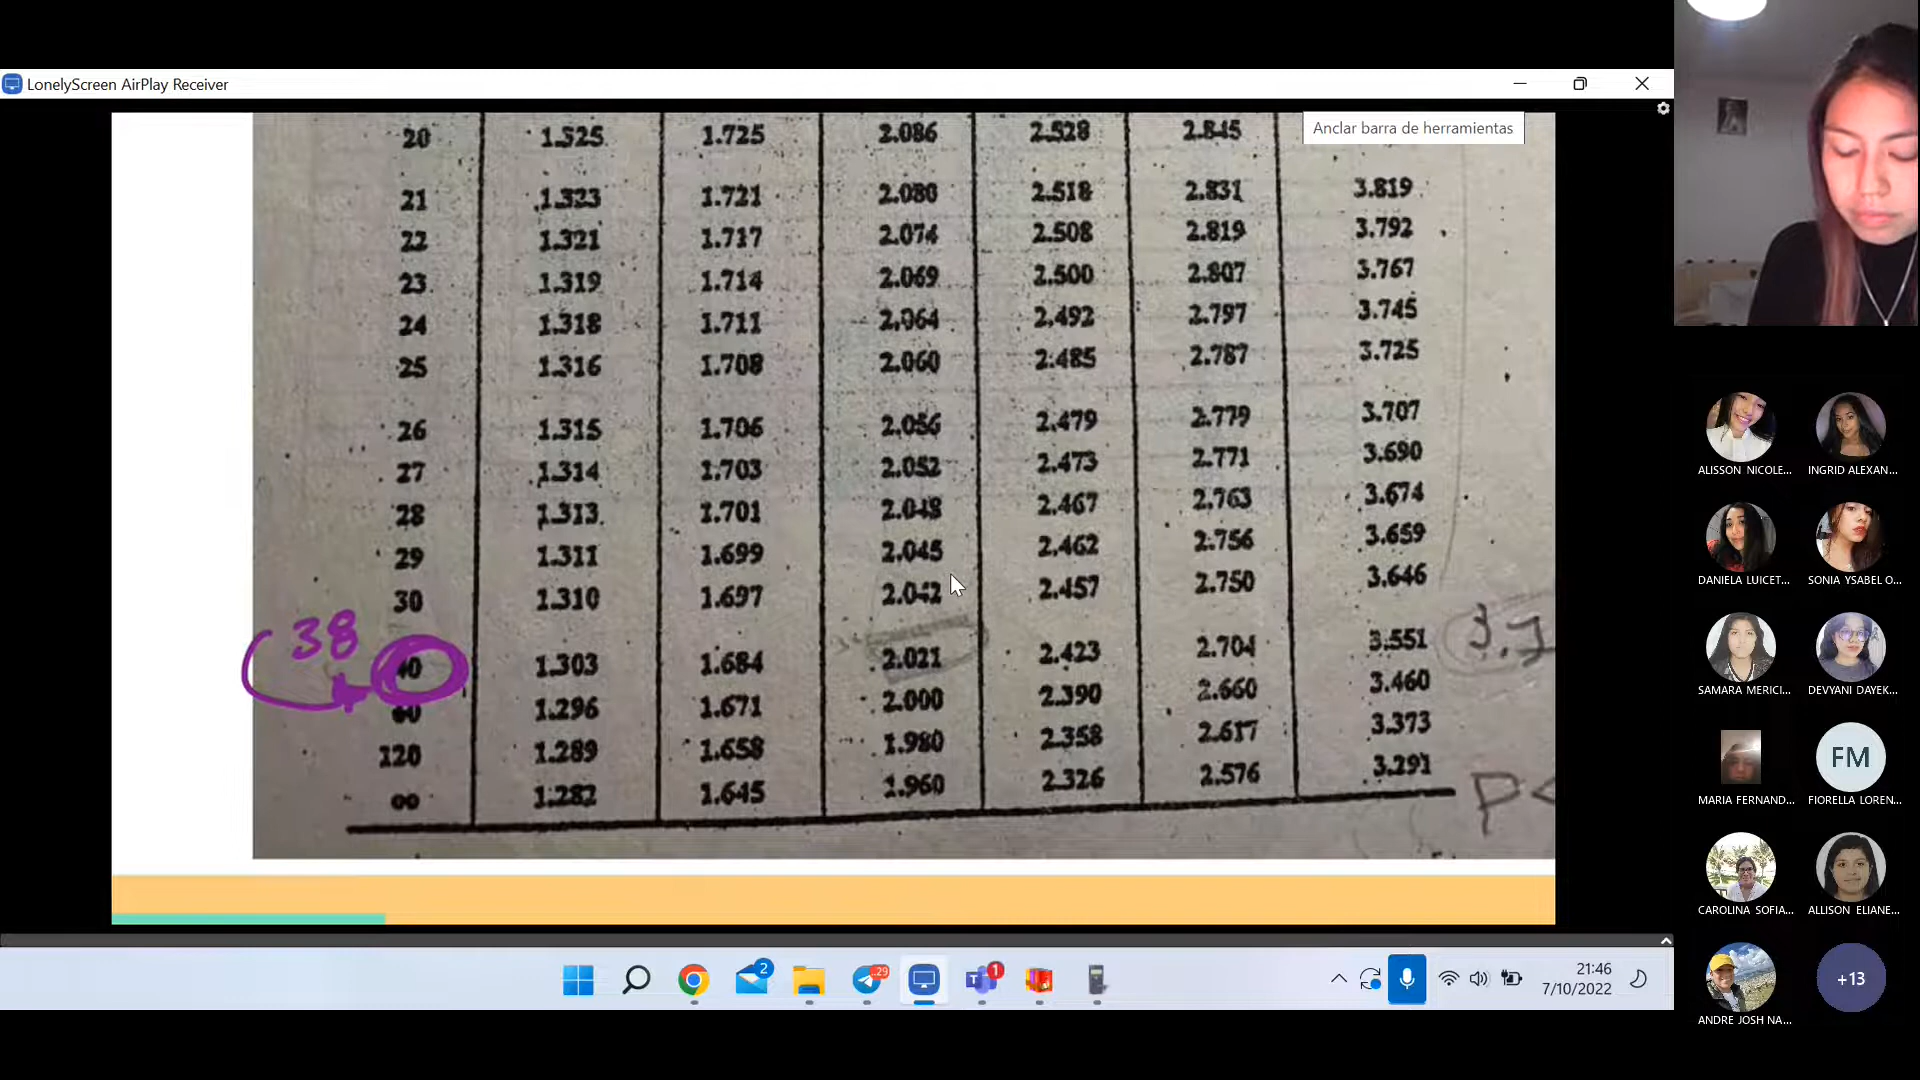 LonelyScreen AirPlay Receiver
Anclar barra de herramientas
20 1.325 1.725 2.086 2.528 2.845
21 1.323 1.721 2.080 2.518 2.831 3.819
22 1.321 1.717 2.074 2.508 2.819 3.792
23 1.319 1.714 2.069 2.500 2.807 3.767
24 1.318 1.711 2.064 2.492 2.797 3.745
25 1.316 1.708 2.060 2.485 2.787 3.725
26 1.315 1.706 2.056 2.479 2.779 3.707
27 1.314 1.703 2.052 2.473 2.771 3.690
28 1.313 1.701 2.048 2.467 2.763 3.674
29 1.311 1.699 2.045 2.462 2.756 3.659
30 1.310 1.697 2.042 2.457 2.750 3.646
38
40 1.303 1.684 2.021 2.423 2.704 3.551
60 1.296 1.671 2.000 2.390 2.660 3.460
120 1.289 1.658 1.980 2.358 2.617 3.373
∞ 1.282 1.645 1.960 2.326 2.576 3.291
P<
ALISSON NICOLE...
INGRID ALEXAN...
DANIELA LUICET...
SONIA YSABEL O...
SAMARA MERICI...
DEVYANI DAYEK...
FM
MARIA FERNAND...
FIORELLA LOREN...
CAROLINA SOFIA...
ALLISON ELIANE...
ANDRE JOSH NA...
+13
2
29
1
21:46
7/10/2022